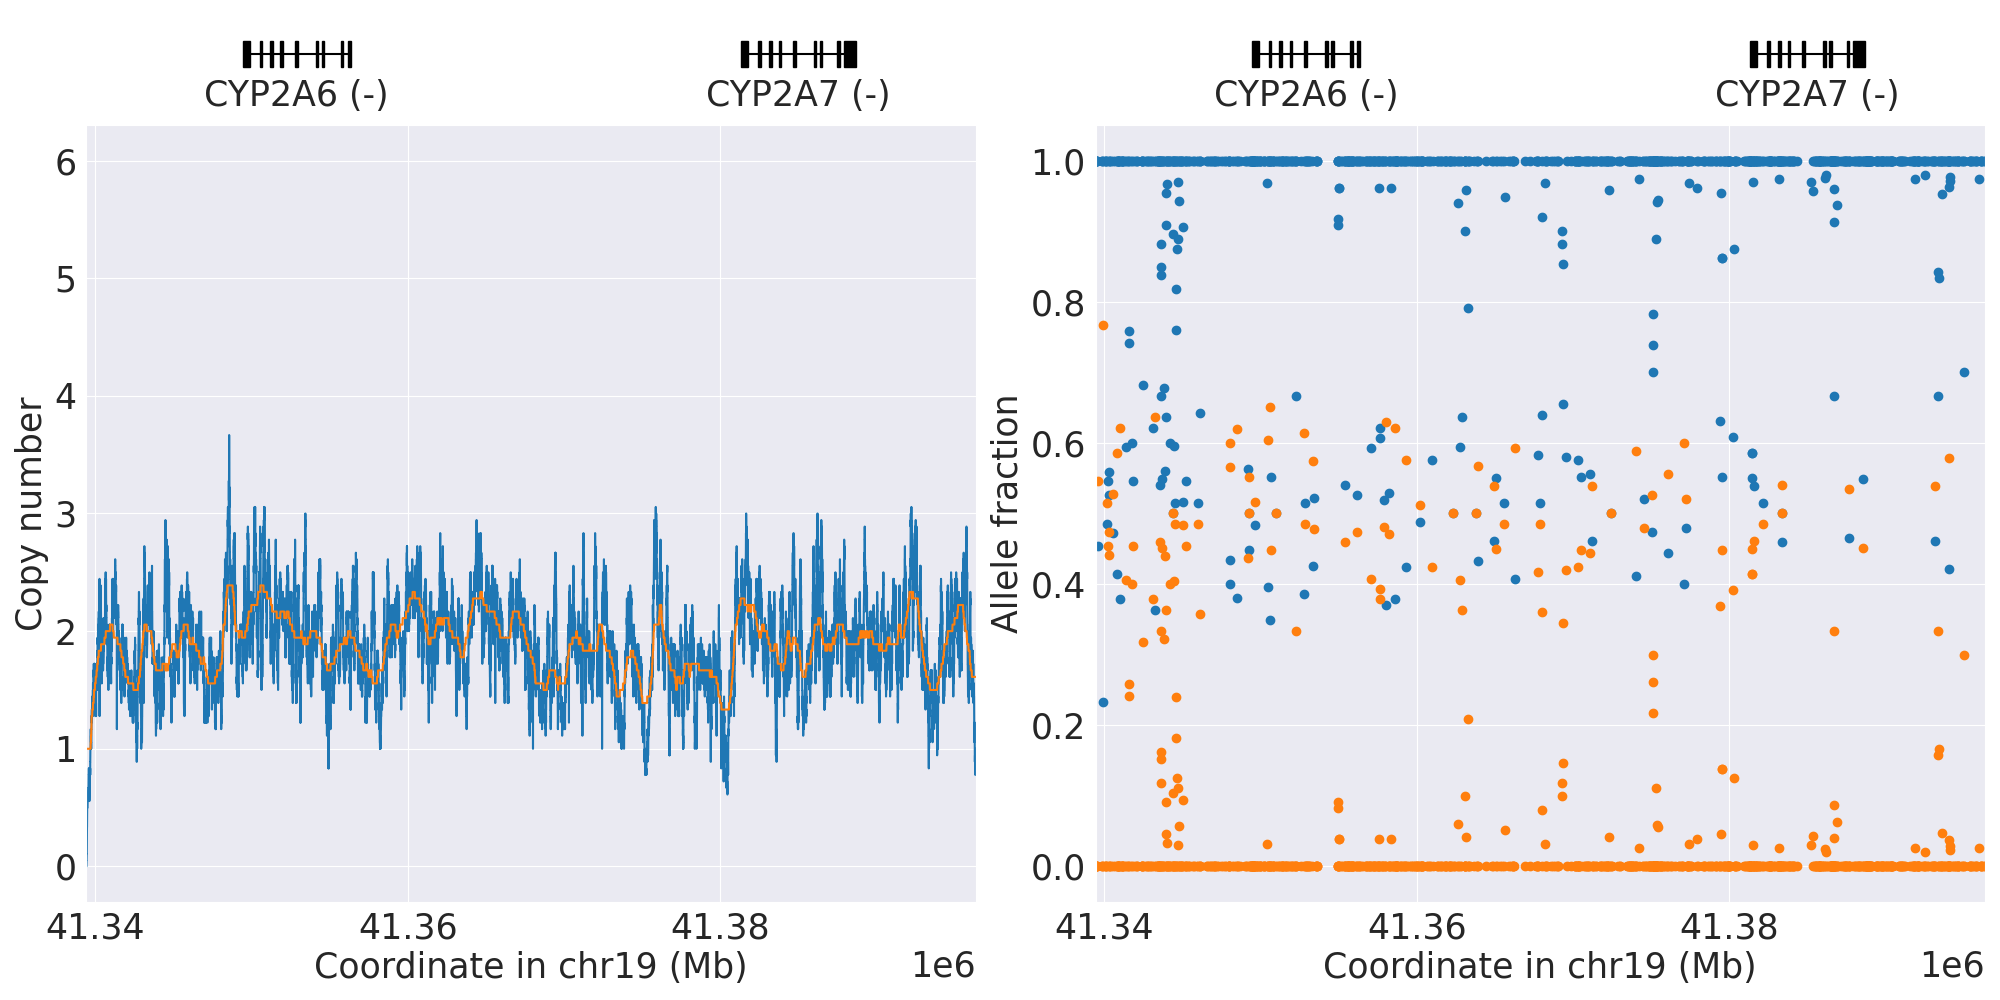 CYP2A6 (-) CYP2A7 (-)
6
5
4
3
2
1
0
Copy number
41.34 41.36 41.38
Coordinate in chr19 (Mb) 1e6
CYP2A6 (-) CYP2A7 (-)
1.0
0.8
0.6
0.4
0.2
0.0
Allele fraction
41.34 41.36 41.38
Coordinate in chr19 (Mb) 1e6